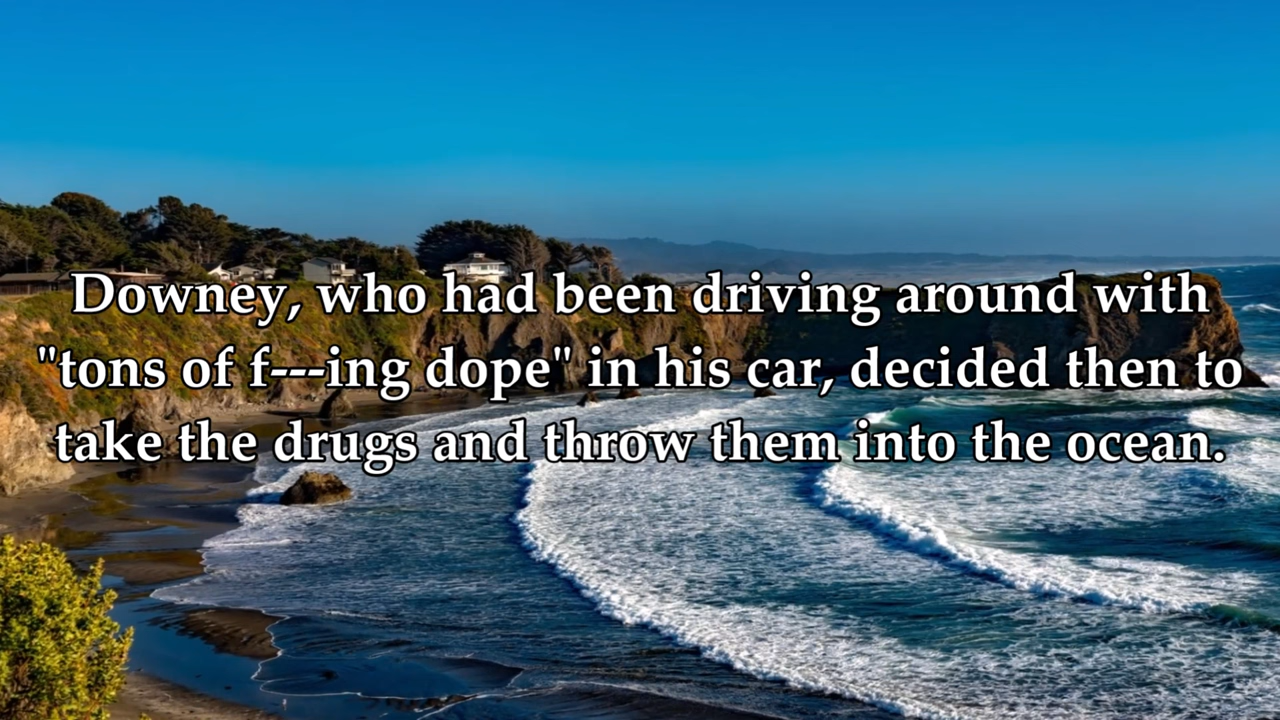 Downey, who had been driving around with
"tons of f---ing dope" in his car, decided then to
take the drugs and throw them into the ocean.